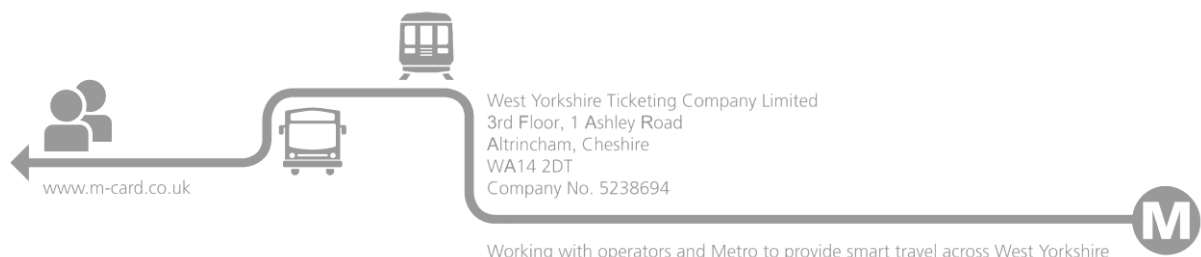 West Yorkshire Ticketing Company Limited
3rd Floor, 1 Ashley Road
Altrincham, Cheshire
WA14 2DT
Company No. 5238694
www.m-card.co.uk
M
Working with operators and Metro to provide smart travel across West Yorkshire